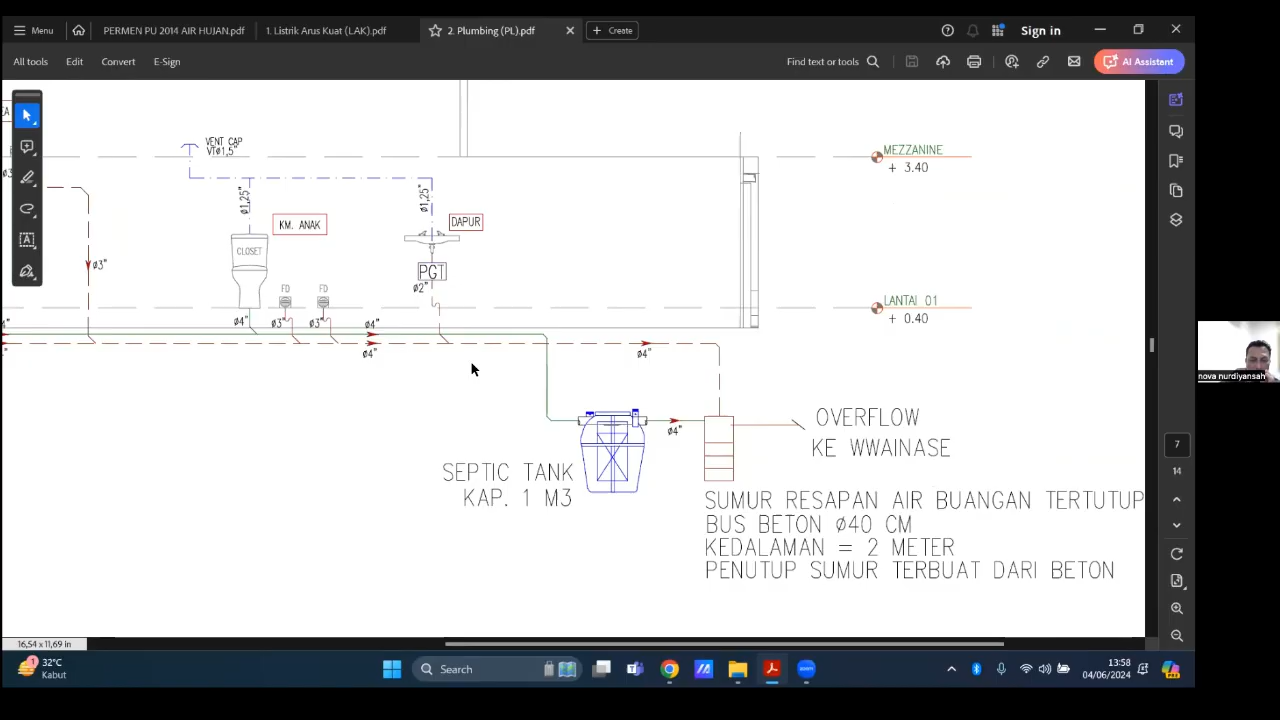 Menu
PERMEN PU 2014 AIR HUJAN.pdf
1. Listrik Arus Kuat (LAK).pdf
2. Plumbing (PL).pdf
Create
Sign in
All tools
Edit
Convert
E-Sign
Find text or tools
AI Assistant
EA
VENT CAP
VTØ1,5"
MEZZANINE
+ 3.40
Ø1,25"
Ø1,25"
KM. ANAK
DAPUR
CLOSET
Ø3"
PGT
Ø2"
FD
FD
LANTAI 01
+ 0.40
4"
Ø4"
Ø3"
Ø3"
Ø4"
Ø4"
Ø4"
OVERFLOW
KE WWAINASE
Ø4"
SEPTIC TANK
KAP. 1 M3
SUMUR RESAPAN AIR BUANGAN TERTUTUP
BUS BETON Ø40 CM
KEDALAMAN = 2 METER
PENUTUP SUMUR TERBUAT DARI BETON
nova nurdiyansah
7
14
16,54 x 11,69 in
1
32°C
Kabut
Search
zoom
13:58
04/06/2024
PRE